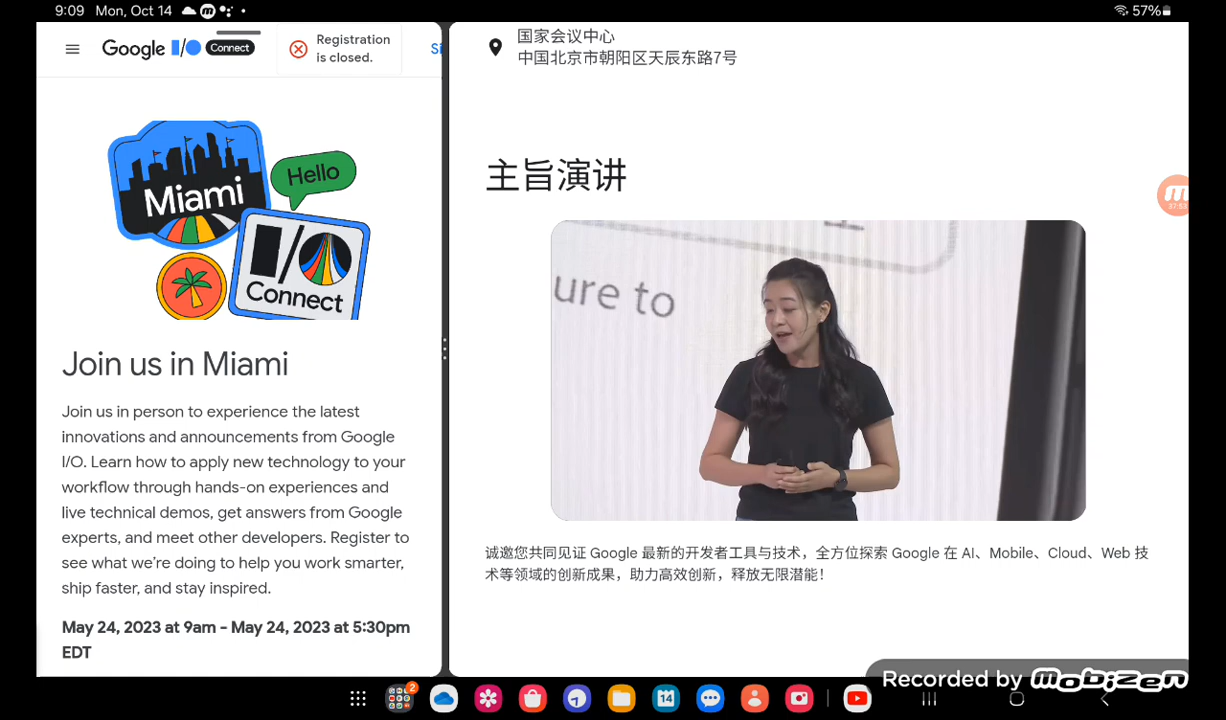 9:09 Mon, Oct 14
57%
Google I/O Connect
Registration
is closed.
Si
Miami
Hello
I/O
Connect
Join us in Miami
Join us in person to experience the latest
innovations and announcements from Google
I/O. Learn how to apply new technology to your
workflow through hands-on experiences and
live technical demos, get answers from Google
experts, and meet other developers. Register to
see what we're doing to help you work smarter,
ship faster, and stay inspired.
May 24, 2023 at 9am - May 24, 2023 at 5:30pm
EDT
国家会议中心
中国北京市朝阳区天辰东路7号
主旨演讲
ure to
诚邀您共同见证 Google 最新的开发者工具与技术，全方位探索 Google 在 AI、Mobile、Cloud、Web 技
术等领域的创新成果，助力高效创新，释放无限潜能！
37:53
2
14
Recorded by mobizen